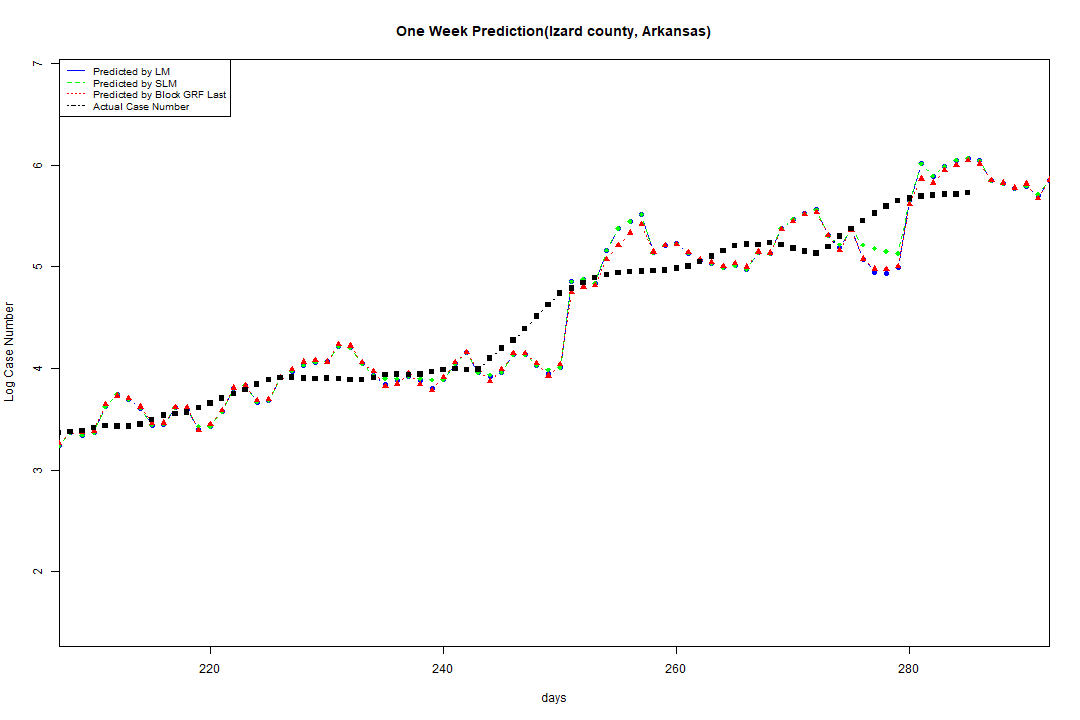 One Week Prediction(Izard county, Arkansas)
Predicted by LM
Predicted by SLM
Predicted by Block GRF Last
Actual Case Number
7
6
5
4
3
2
Log Case Number
220 240 260 280
days